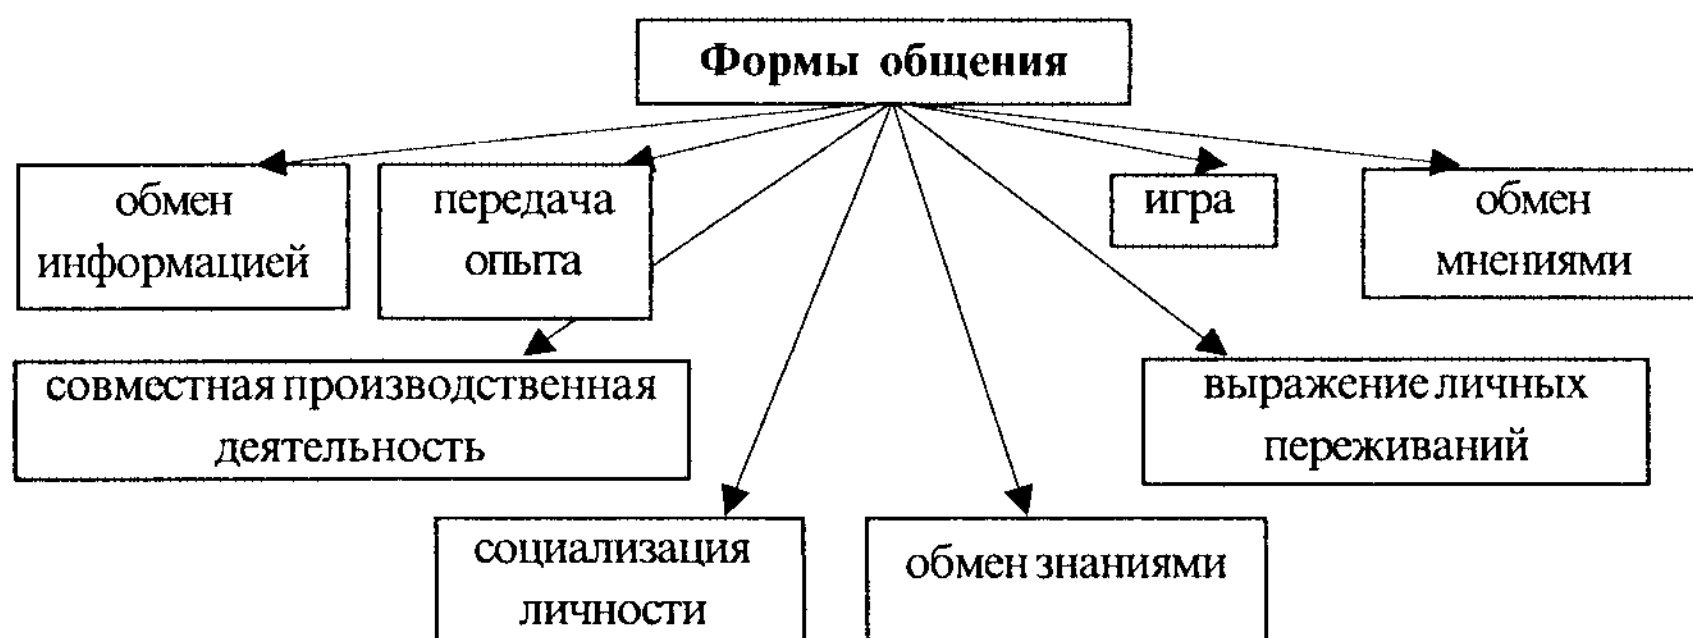 Формы общения
обмен
информацией
передача
опыта
игра
обмен
мнениями
совместная производственная
деятельность
выражение личных
переживаний
социализация
личности
обмен знаниями